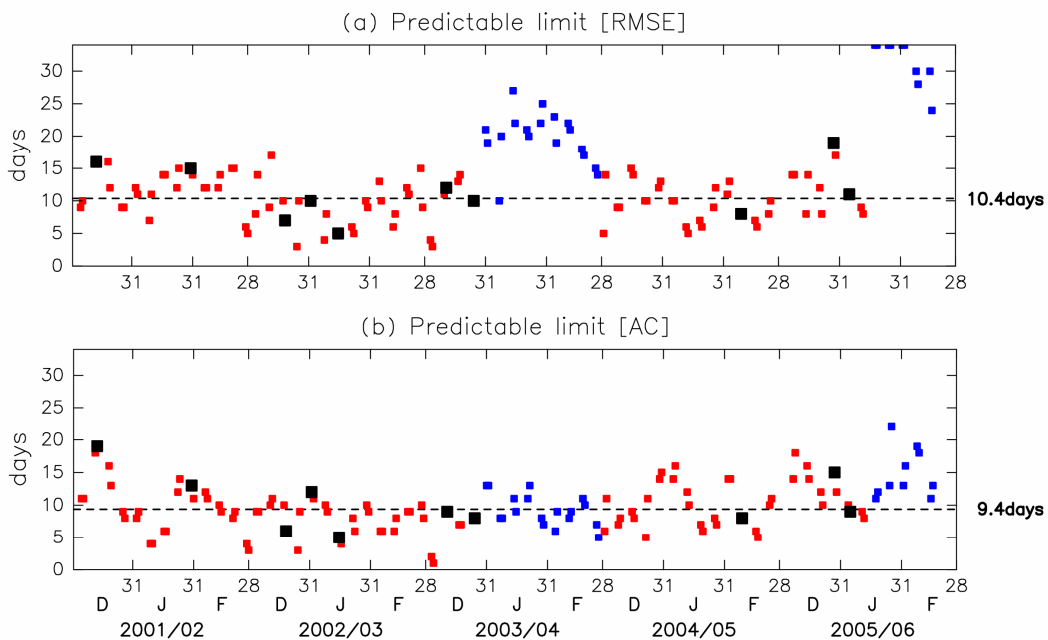 (a) Predictable limit [RMSE]
30
25
20
15
10
5
0
days
10.4days
31 31 28 31 31 28 31 31 28 31 31 28 31 31 28
(b) Predictable limit [AC]
30
25
20
15
10
5
0
days
9.4days
31 31 28 31 31 28 31 31 28 31 31 28 31 31 28
D J F D J F D J F D J F D J F
2001/02 2002/03 2003/04 2004/05 2005/06